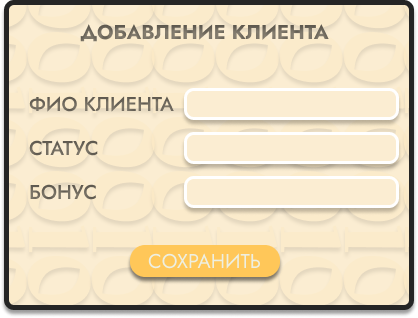 ДОБАВЛЕНИЕ КЛИЕНТА
ФИО КЛИЕНТА
СТАТУС
БОНУС
СОХРАНИТЬ